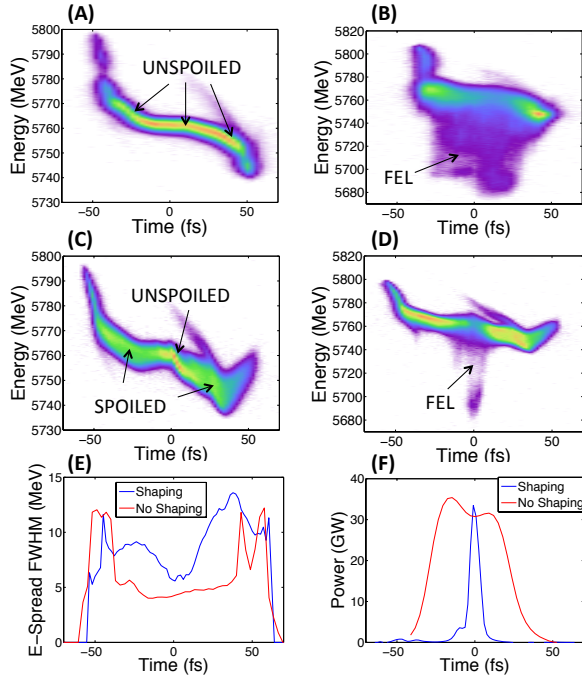 (A)
(B)
5800
5790
5780
5770
5760
5750
5740
5730
Energy (MeV)
UNSPOILED
−50
0
50
Time (fs)
5800
5780
5760
5740
5720
5700
5680
Energy (MeV)
FEL
−50
0
50
Time (fs)
(C)
(D)
5800
5790
5780
5770
5760
5750
5740
5730
Energy (MeV)
UNSPOILED
SPOILED
−50
0
50
Time (fs)
5820
5800
5780
5760
5740
5720
5700
5680
5660
Energy (MeV)
FEL
−50
0
50
Time (fs)
(E)
(F)
15
10
5
0
E−Spread FWHM (MeV)
Shaping
No Shaping
−50
0
50
Time (fs)
40
30
20
10
0
Power (GW)
Shaping
No Shaping
−50
0
50
Time (fs)